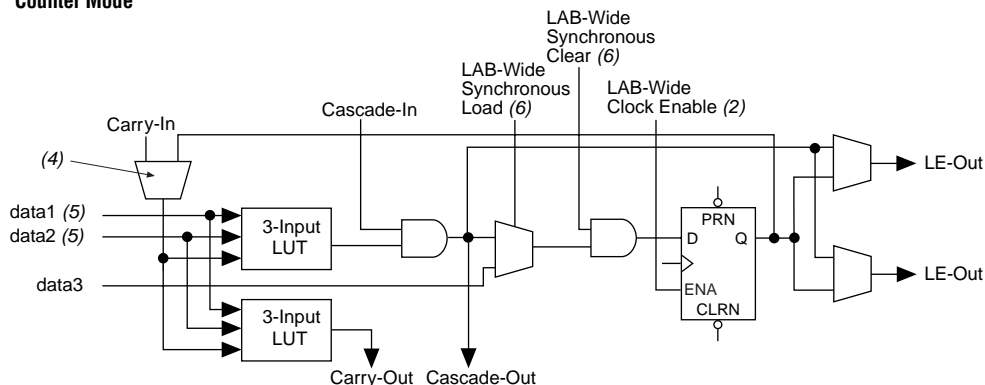 Counter Mode
LAB-Wide
Synchronous
Clear (6)
LAB-Wide
Synchronous
Load (6)
LAB-Wide
Clock Enable (2)
Cascade-In
Carry-In
(4)
LE-Out
data1 (5)
data2 (5)
3-Input
LUT
PRN
D
Q
data3
ENA
CLRN
LE-Out
3-Input
LUT
Carry-Out
Cascade-Out